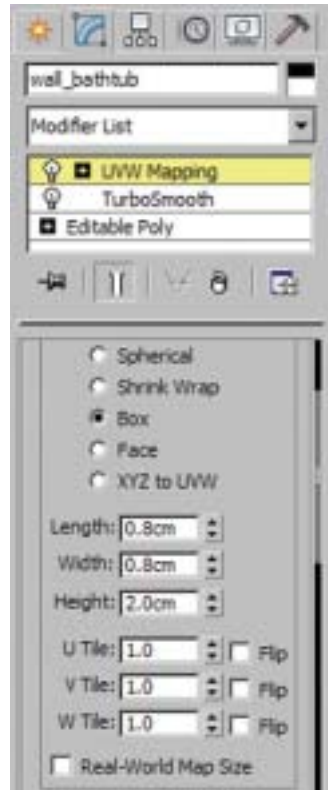 wall_bathtub
Modifier List
UVW Mapping
TurboSmooth
Editable Poly
Spherical
Shrink Wrap
Box
Face
XYZ to UVW
Length: 0.8cm
Width: 0.8cm
Height: 2.0cm
U Tile: 1.0 Flip
V Tile: 1.0 Flip
W Tile: 1.0 Flip
Real-World Map Size